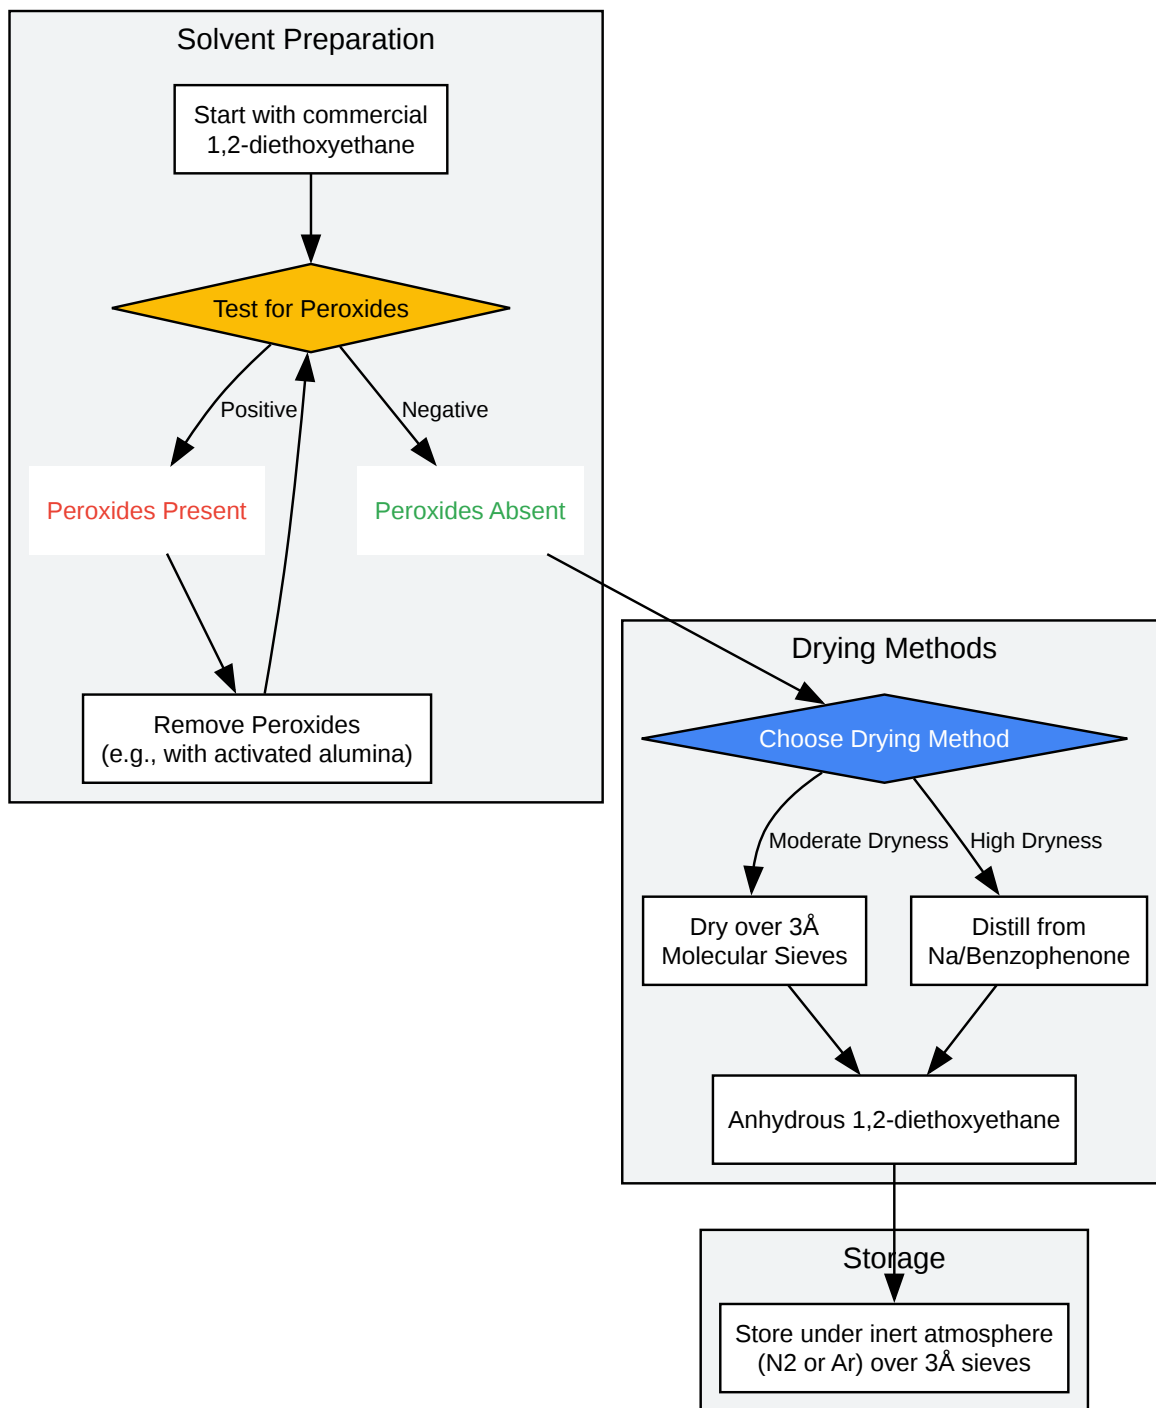 Solvent Preparation
Start with commercial
1,2-diethoxyethane
Test for Peroxides
Positive
Negative
Peroxides Present
Peroxides Absent
Remove Peroxides
(e.g., with activated alumina)
Drying Methods
Choose Drying Method
Moderate Dryness
High Dryness
Dry over 3Å
Molecular Sieves
Distill from
Na/Benzophenone
Anhydrous 1,2-diethoxyethane
Storage
Store under inert atmosphere
(N2 or Ar) over 3Å sieves